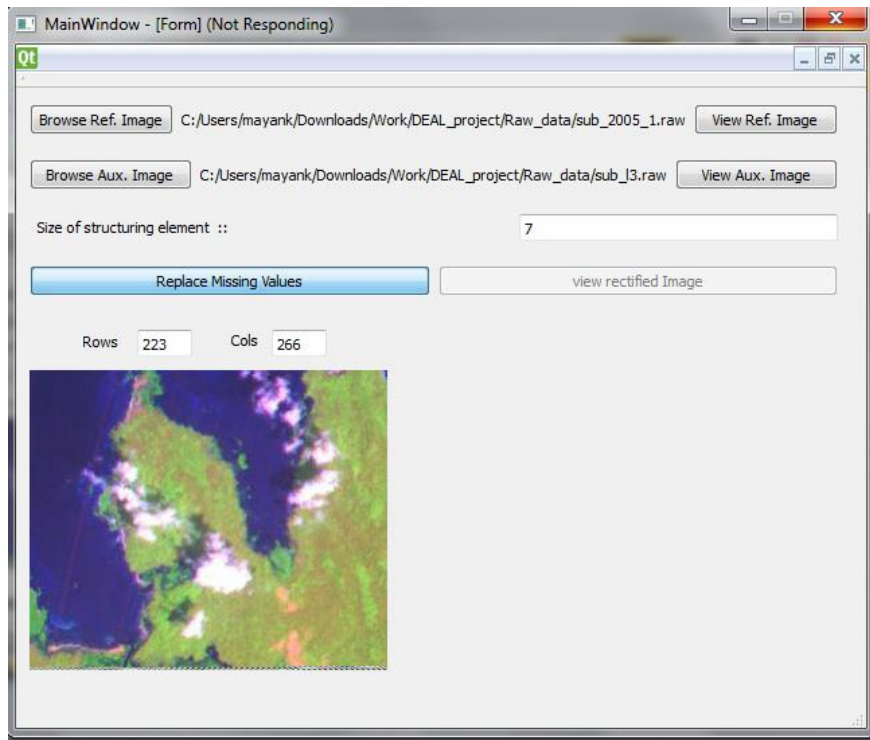 MainWindow - [Form] (Not Responding)
Qt
Browse Ref. Image C:/Users/mayank/Downloads/Work/DEAL_project/Raw_data/sub_2005_1.raw View Ref. Image
Browse Aux. Image C:/Users/mayank/Downloads/Work/DEAL_project/Raw_data/sub_l3.raw View Aux. Image
Size of structuring element :: 7
Replace Missing Values view rectified Image
Rows 223 Cols 266